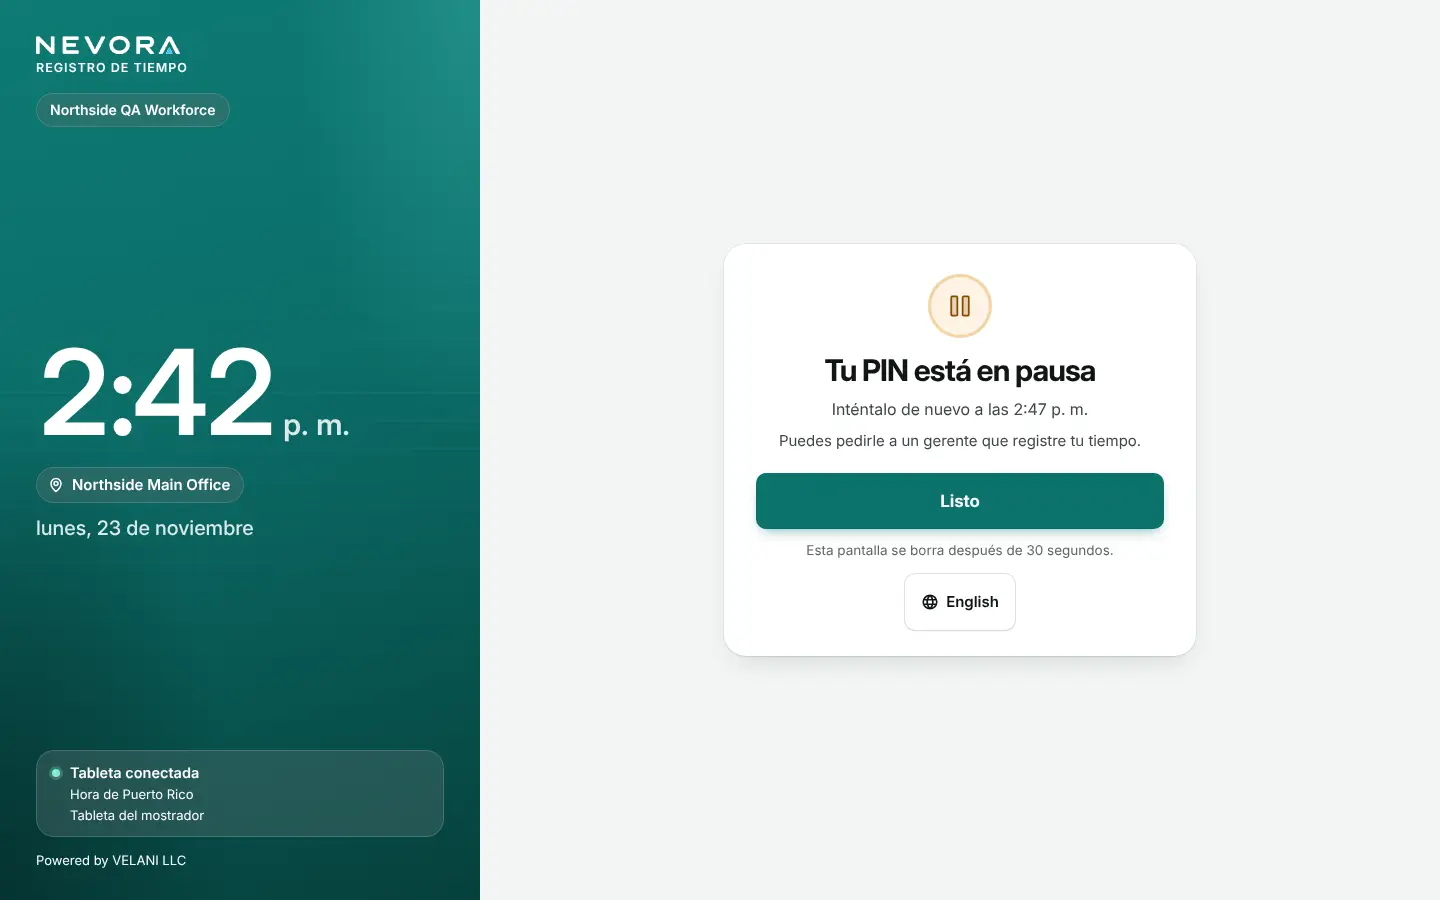 NEVORA
REGISTRO DE TIEMPO
Northside QA Workforce
2:42 p. m.
Northside Main Office
lunes, 23 de noviembre
Tableta conectada
Hora de Puerto Rico
Tableta del mostrador
Powered by VELANI LLC
Tu PIN está en pausa
Inténtalo de nuevo a las 2:47 p. m.
Puedes pedirle a un gerente que registre tu tiempo.
Listo
Esta pantalla se borra después de 30 segundos.
English